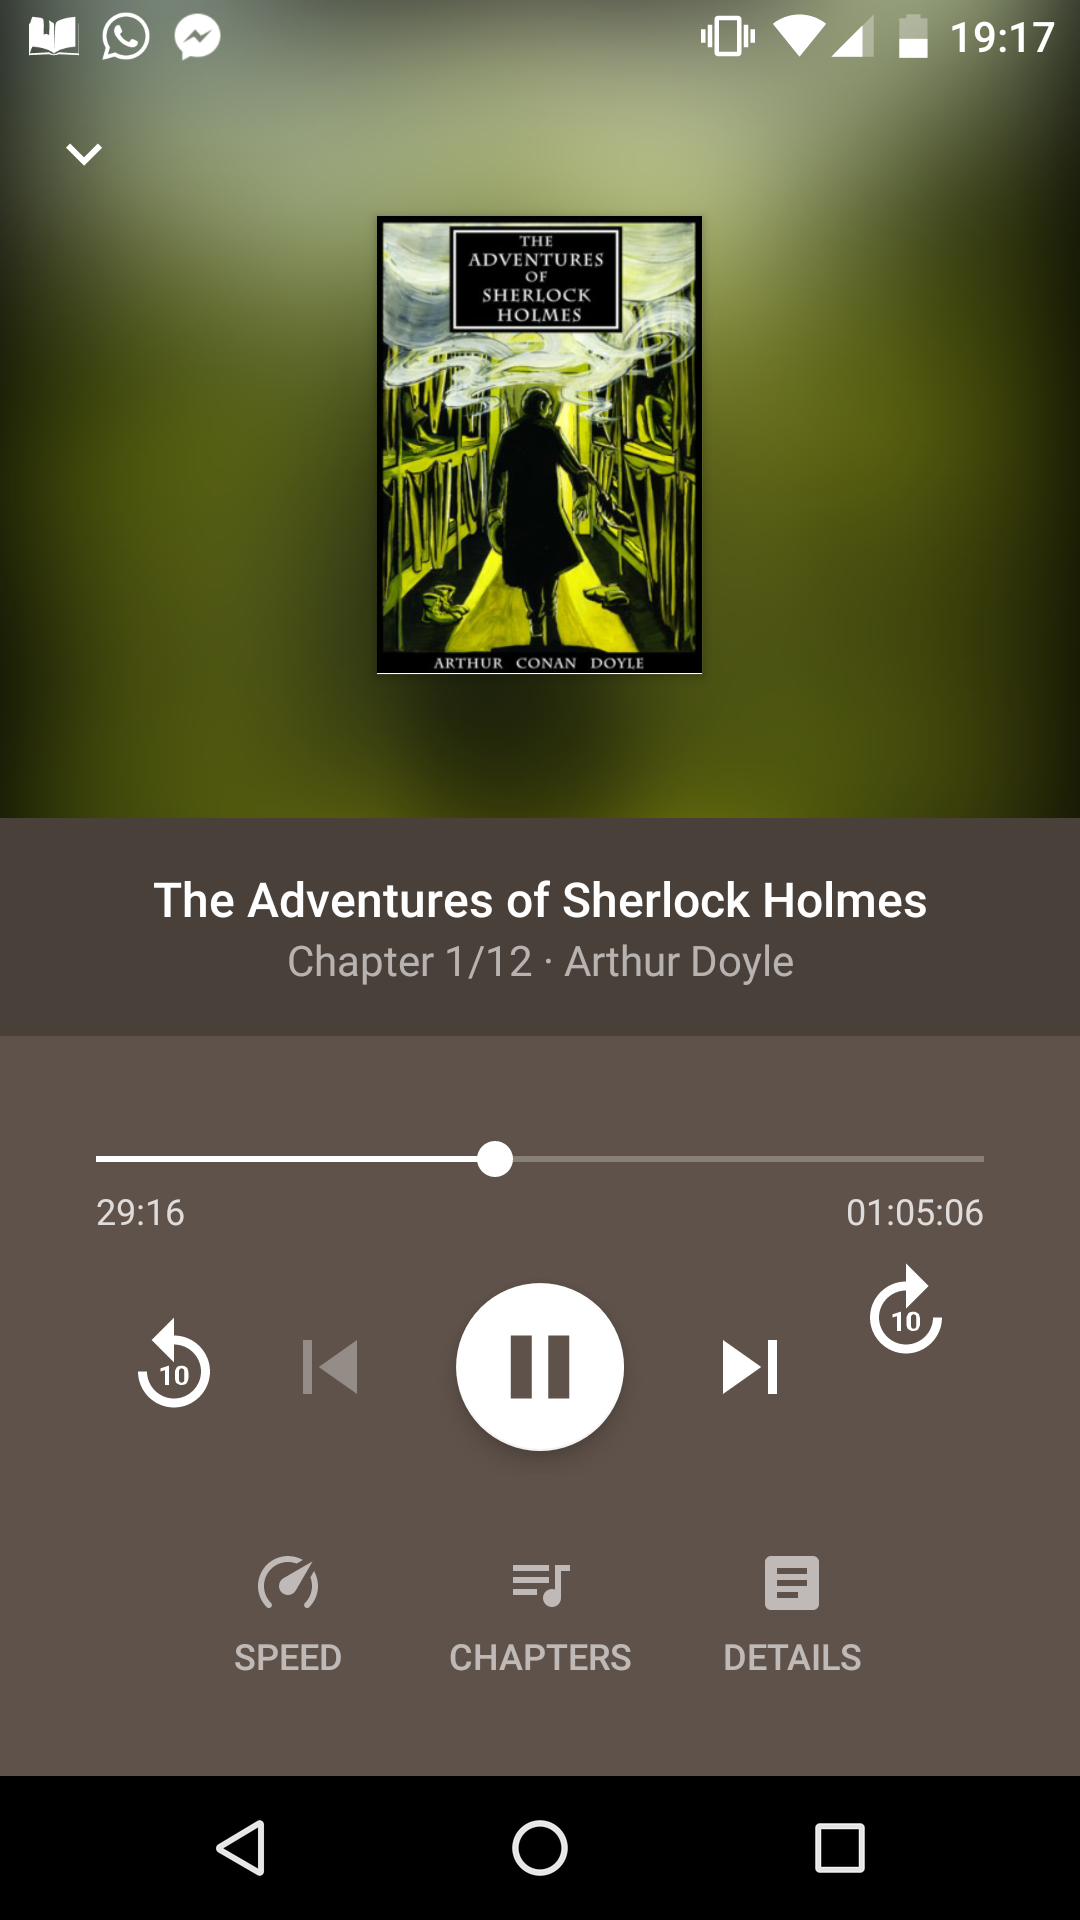 19:17
THE
ADVENTURES
OF
SHERLOCK
HOLMES
ARTHUR CONAN DOYLE
The Adventures of Sherlock Holmes
Chapter 1/12 · Arthur Doyle
29:16 01:05:06
10 10
SPEED CHAPTERS DETAILS